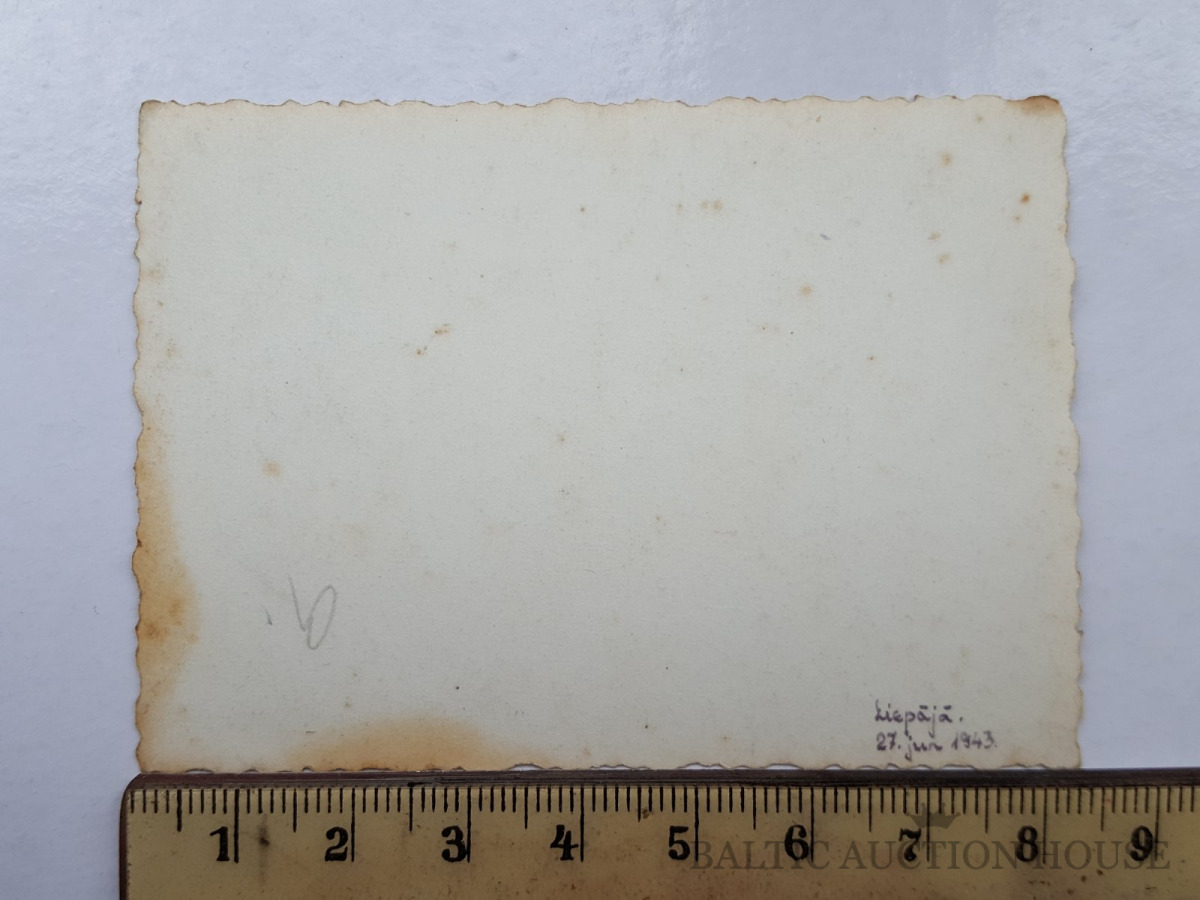 Liepājā.
27. jun 1943.
1 2 3 4 5 6 7 8 9
BALTIC AUCTION HOUSE